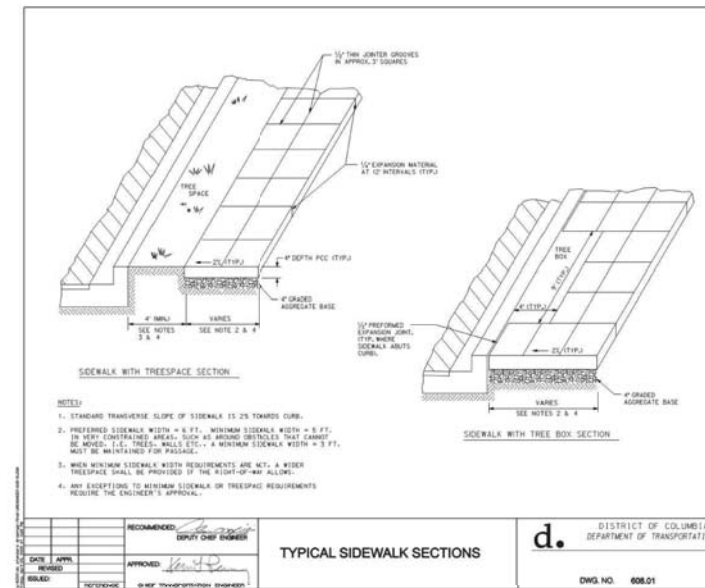 ⅛" THIN JOINTER GROOVES
IN APPROX. 3' SQUARES
EXPANSION MATERIAL
AT 12' INTERVALS (TYP.)
TREE
SPACE
2% (TYP.)
4" DEPTH PCC (TYP.)
4" GRADED
AGGREGATE BASE
4' (MIN.)
VARIES
SEE NOTES
3 & 4
SEE NOTE 2 & 4
SIDEWALK WITH TREESPACE SECTION
TREE
BOX
9' (TYP.)
4' (TYP.)
2% (TYP.)
½" PREFORMED
EXPANSION JOINT,
(TYP. WHERE
SIDEWALK ABUTS
CURB).
4" GRADED
AGGREGATE BASE
VARIES
SEE NOTES 2 & 4
SIDEWALK WITH TREE BOX SECTION
NOTES:
1. STANDARD TRANSVERSE SLOPE OF SIDEWALK IS 2% TOWARDS CURB.
2. PREFERRED SIDEWALK WIDTH = 6 FT. MINIMUM SIDEWALK WIDTH = 5 FT.
IN VERY CONSTRAINED AREAS, SUCH AS AROUND OBSTACLES THAT CANNOT
BE MOVED, I.E. TREES, WALLS ETC., A MINIMUM SIDEWALK WIDTH = 3 FT.
MUST BE MAINTAINED FOR PASSAGE.
3. WHEN MINIMUM SIDEWALK WIDTH REQUIREMENTS ARE MET, A WIDER
TREESPACE SHALL BE PROVIDED IF THE RIGHT-OF-WAY ALLOWS.
4. ANY EXCEPTIONS TO MINIMUM SIDEWALK OR TREESPACE REQUIREMENTS
REQUIRE THE ENGINEER'S APPROVAL.
DATE APPR.
REVISED
ISSUED:
REFERENCE
RECOMMENDED:
DEPUTY CHIEF ENGINEER
APPROVED:
CHIEF TRANSPORTATION ENGINEER
TYPICAL SIDEWALK SECTIONS
d.
DISTRICT OF COLUMBIA
DEPARTMENT OF TRANSPORTATI
DWG. NO. 608.01